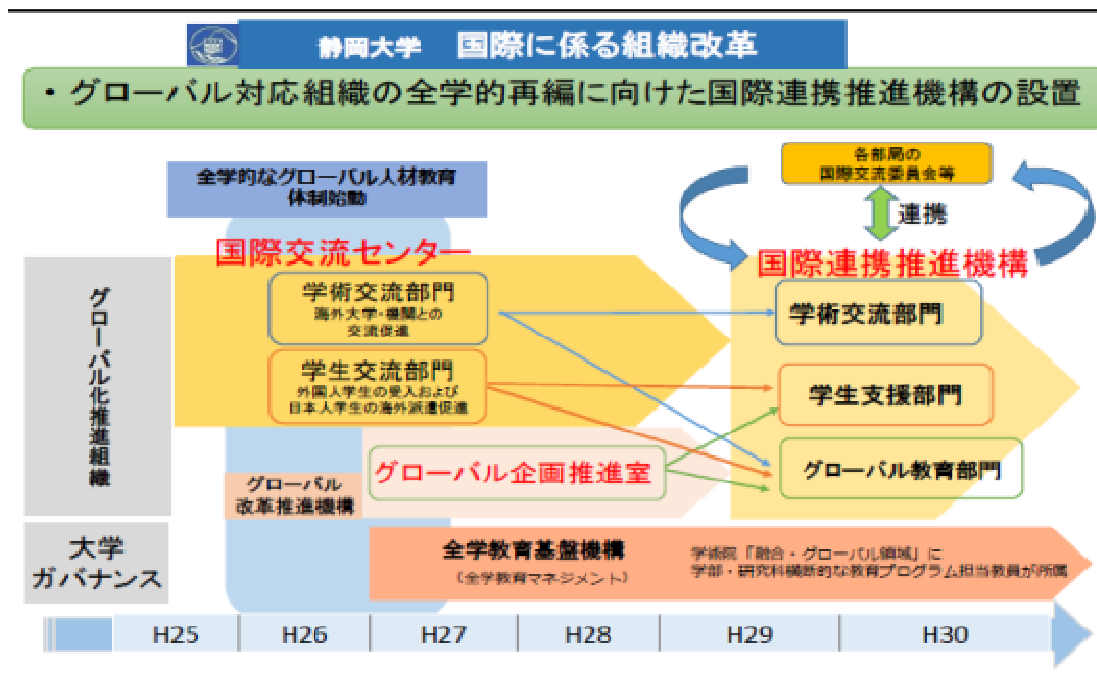 静岡大学 国際に係る組織改革
・グローバル対応組織の全学的再編に向けた国際連携推進機構の設置
全学的なグローバル人材教育
体制始動
各部局の
国際交流委員会等
連携
国際交流センター
国際連携推進機構
グローバル化推進組織
学術交流部門
海外大学・機関との
交流促進
学術交流部門
学生交流部門
外国人学生の受入および
日本人学生の海外派遣促進
学生支援部門
グローバル企画推進室
グローバル教育部門
グローバル
改革推進機構
大学
ガバナンス
全学教育基盤機構
（全学教育マネジメント）
学術院「融合・グローバル領域」に
学部・研究科横断的な教育プログラム担当教員が所属
H25 H26 H27 H28 H29 H30